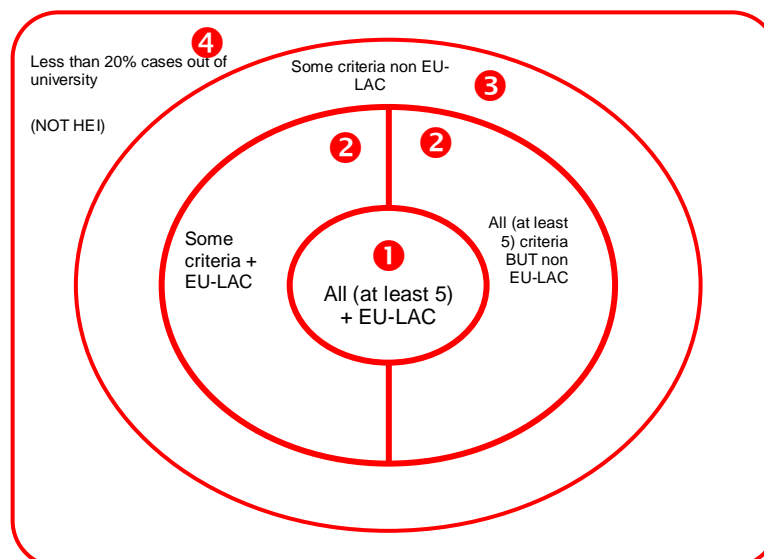 4
Less than 20% cases out of
university
(NOT HEI)
Some criteria non EU-
LAC
3
2
2
Some
criteria +
EU-LAC
All (at least
5) criteria
BUT non
EU-LAC
1
All (at least 5)
+ EU-LAC